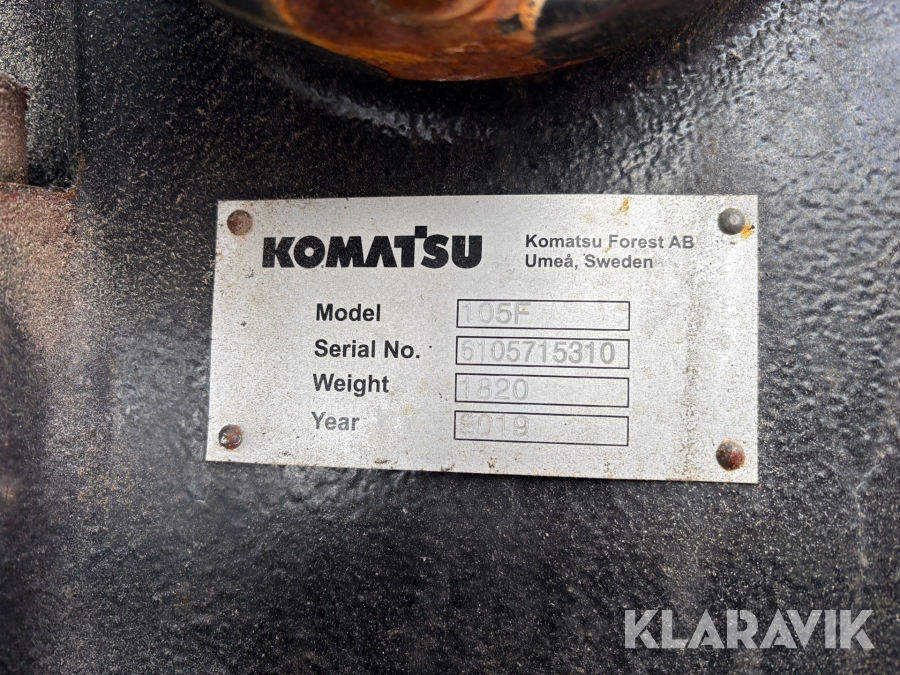 KOMATSU
Komatsu Forest AB
Umeå, Sweden
Model 105F
Serial No. 6105715310
Weight 1820
Year 2019
KLARAVIK